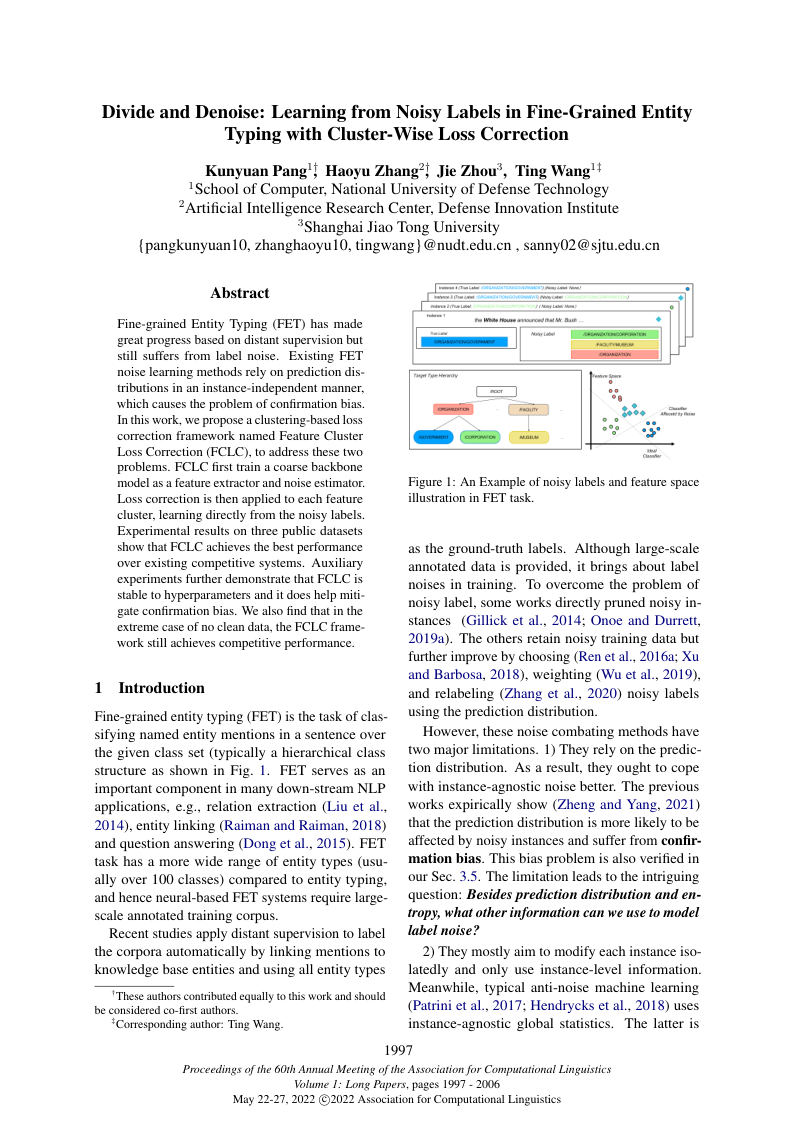 Divide and Denoise: Learning from Noisy Labels in Fine-Grained Entity
Typing with Cluster-Wise Loss Correction
Kunyuan Pang1†, Haoyu Zhang2†, Jie Zhou3, Ting Wang1‡
1School of Computer, National University of Defense Technology
2Artificial Intelligence Research Center, Defense Innovation Institute
3Shanghai Jiao Tong University
{pangkunyuan10, zhanghaoyu10, tingwang}@nudt.edu.cn , sanny02@sjtu.edu.cn
Abstract
Fine-grained Entity Typing (FET) has made
great progress based on distant supervision but
still suffers from label noise. Existing FET
noise learning methods rely on prediction dis-
tributions in an instance-independent manner,
which causes the problem of confirmation bias.
In this work, we propose a clustering-based loss
correction framework named Feature Cluster
Loss Correction (FCLC), to address these two
problems. FCLC first train a coarse backbone
model as a feature extractor and noise estimator.
Loss correction is then applied to each feature
cluster, learning directly from the noisy labels.
Experimental results on three public datasets
show that FCLC achieves the best performance
over existing competitive systems. Auxiliary
experiments further demonstrate that FCLC is
stable to hyperparameters and it does help miti-
gate confirmation bias. We also find that in the
extreme case of no clean data, the FCLC frame-
work still achieves competitive performance.
1 Introduction
Fine-grained entity typing (FET) is the task of clas-
sifying named entity mentions in a sentence over
the given class set (typically a hierarchical class
structure as shown in Fig. 1. FET serves as an
important component in many down-stream NLP
applications, e.g., relation extraction (Liu et al.,
2014), entity linking (Raiman and Raiman, 2018)
and question answering (Dong et al., 2015). FET
task has a more wide range of entity types (usu-
ally over 100 classes) compared to entity typing,
and hence neural-based FET systems require large-
scale annotated training corpus.
Recent studies apply distant supervision to label
the corpora automatically by linking mentions to
knowledge base entities and using all entity types
†These authors contributed equally to this work and should
be considered co-first authors.
‡Corresponding author: Ting Wang.
Instance 4 (True Label: /ORGANIZATION/GOVERNMENT) (Noisy Label: None)
Instance 3 (True Label: /ORGANIZATION/GOVERNMENT) (Noisy Label: /ORGANIZATION/CORPORATION)
Instance 2 (True Label: /ORGANIZATION/CORPORATION) (Noisy Label: None)
Instance 1
the White House announced that Mr. Bush ...
True Label
/ORGANIZATION/GOVERNMENT
Noisy Label
/ORGANIZATION/CORPORATION
/FACILITY/MUSEUM
/ORGANIZATION
Target Type Hierarchy
ROOT
/ORGANIZATION
/FACILITY
...
/GOVERNMENT
CORPORATION
MUSEUM
...
Feature Space
Classifier
Affected by Noise
Ideal
Classifier
Figure 1: An Example of noisy labels and feature space
illustration in FET task.
as the ground-truth labels. Although large-scale
annotated data is provided, it brings about label
noises in training. To overcome the problem of
noisy label, some works directly pruned noisy in-
stances (Gillick et al., 2014; Onoe and Durrett,
2019a). The others retain noisy training data but
further improve by choosing (Ren et al., 2016a; Xu
and Barbosa, 2018), weighting (Wu et al., 2019),
and relabeling (Zhang et al., 2020) noisy labels
using the prediction distribution.
However, these noise combating methods have
two major limitations. 1) They rely on the predic-
tion distribution. As a result, they ought to cope
with instance-agnostic noise better. The previous
works expirically show (Zheng and Yang, 2021)
that the prediction distribution is more likely to be
affected by noisy instances and suffer from confir-
mation bias. This bias problem is also verified in
our Sec. 3.5. The limitation leads to the intriguing
question: Besides prediction distribution and en-
tropy, what other information can we use to model
label noise?
2) They mostly aim to modify each instance iso-
latedly and only use instance-level information.
Meanwhile, typical anti-noise machine learning
(Patrini et al., 2017; Hendrycks et al., 2018) uses
instance-agnostic global statistics. The latter is
1997
Proceedings of the 60th Annual Meeting of the Association for Computational Linguistics
Volume 1: Long Papers, pages 1997 - 2006
May 22-27, 2022 ©2022 Association for Computational Linguistics